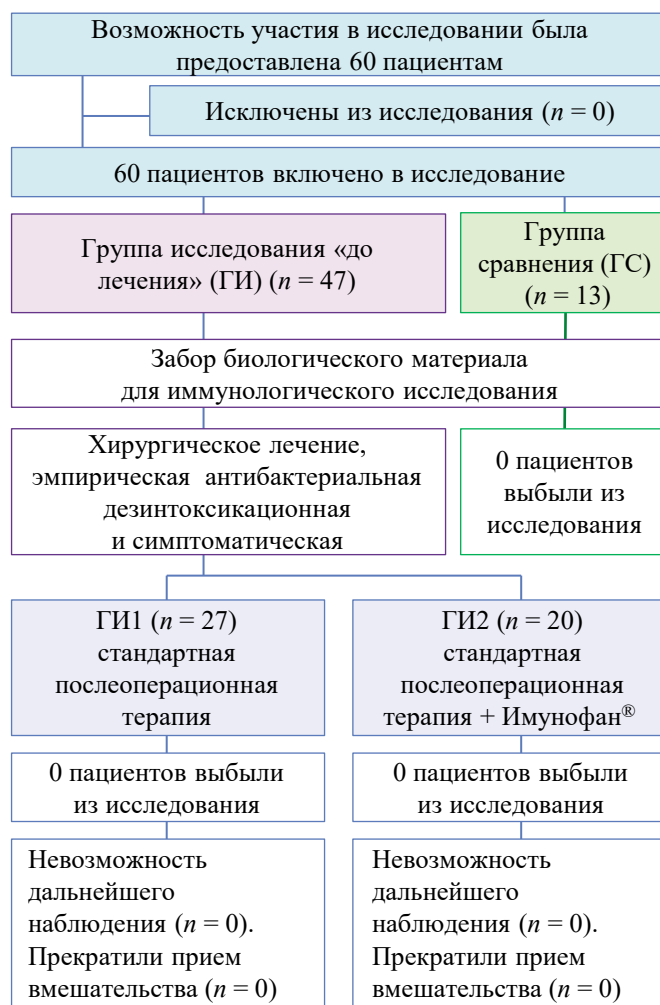 Возможность участия в исследовании была
предоставлена 60 пациентам
Исключены из исследования (n = 0)
60 пациентов включено в исследование
Группа исследования «до
лечения» (ГИ) (n = 47)
Группа
сравнения (ГС)
(n = 13)
Забор биологического материала
для иммунологического исследования
Хирургическое лечение,
эмпирическая антибактериальная
дезинтоксикационная
и симптоматическая
0 пациентов
выбыли из
исследования
ГИ1 (n = 27)
стандартная
послеоперационная
терапия
ГИ2 (n = 20)
стандартная
послеоперационная
терапия + Имунофан®
0 пациентов выбыли
из исследования
0 пациентов выбыли
из исследования
Невозможность
дальнейшего
наблюдения (n = 0).
Прекратили прием
вмешательства (n = 0)
Невозможность
дальнейшего
наблюдения (n = 0).
Прекратили прием
вмешательства (n = 0)